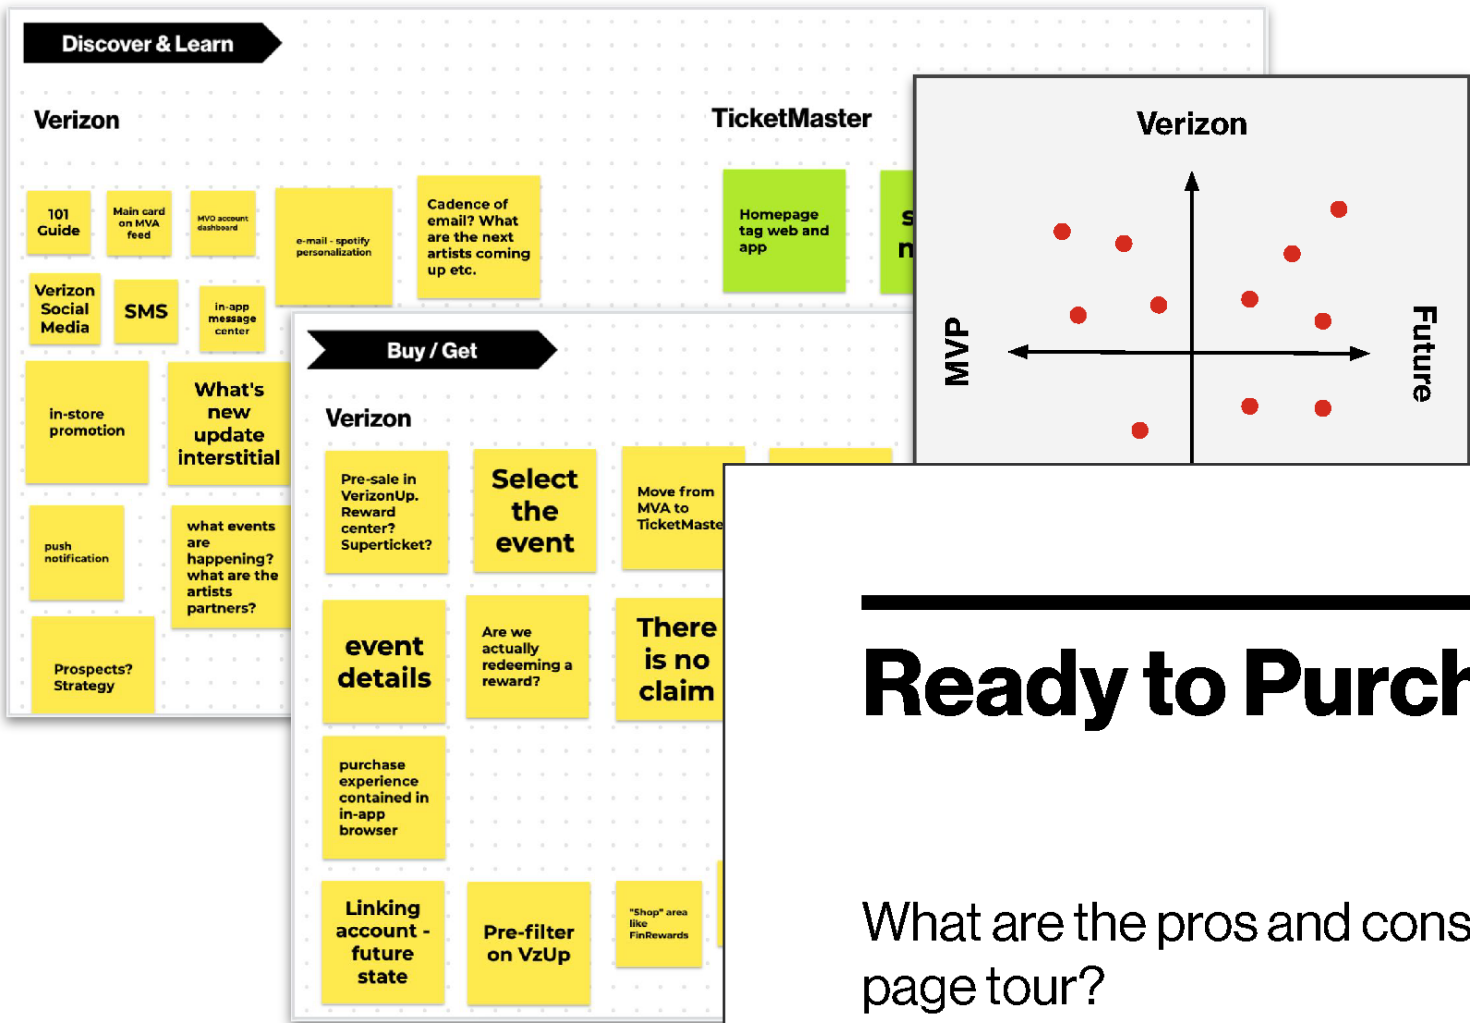 Discover & Learn
Verizon
TicketMaster
101
Guide
Main card
on MVA
feed
MVO account
dashboard
e-mail - spotify
personalization
Cadence of
email? What
are the next
artists coming
up etc.
Homepage
tag web and
app
Verizon
Social
Media
SMS
in-app
message
center
in-store
promotion
What's
new
update
interstitial
push
notification
what events
are
happening?
what are the
artists
partners?
Prospects?
Strategy
Buy / Get
Verizon
Pre-sale in
VerizonUp.
Reward
center?
Superticket?
Select
the
event
Move from
MVA to
TicketMaste
event
details
Are we
actually
redeeming a
reward?
There
is no
claim
purchase
experience
contained in
in-app
browser
Linking
account -
future
state
Pre-filter
on VzUp
"Shop" area
like
FinRewards
Verizon
MVP
Future
Ready to Purch
What are the pros and cons
page tour?